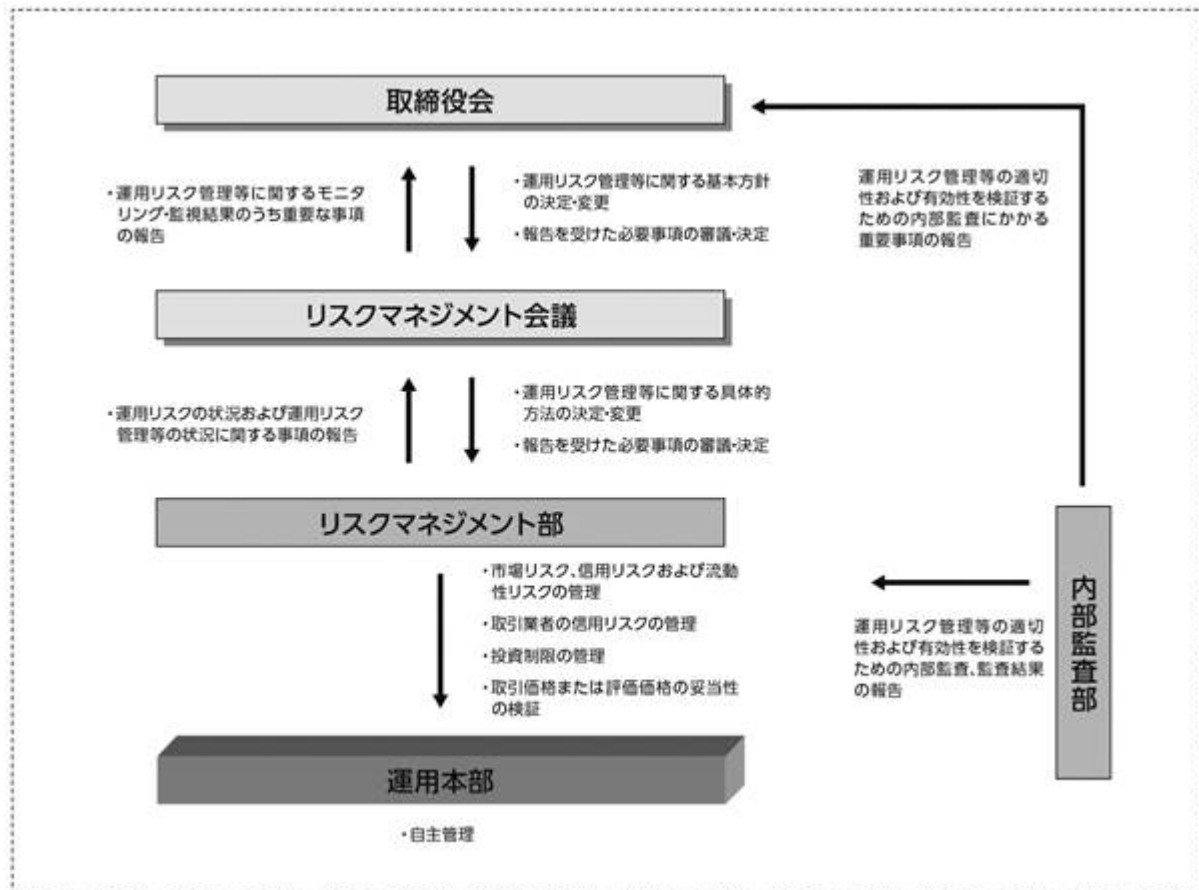 取締役会
・運用リスク管理等に関するモニタ
リング・監視結果のうち重要な事項
の報告
・運用リスク管理等に関する基本方針
の決定・変更
・報告を受けた必要事項の審議・決定
運用リスク管理等の適切
性および有効性を検証する
ための内部監査にかかる
重要事項の報告
リスクマネジメント会議
・運用リスクの状況および運用リスク
管理等の状況に関する事項の報告
・運用リスク管理等に関する具体的
方法の決定・変更
・報告を受けた必要事項の審議・決定
リスクマネジメント部
・市場リスク、信用リスクおよび流動
性リスクの管理
・取引業者の信用リスクの管理
・投資制限の管理
・取引価格または評価価格の妥当性
の検証
運用リスク管理等の適切
性および有効性を検証する
ための内部監査、監査結果
の報告
内部監査部
運用本部
・自主管理